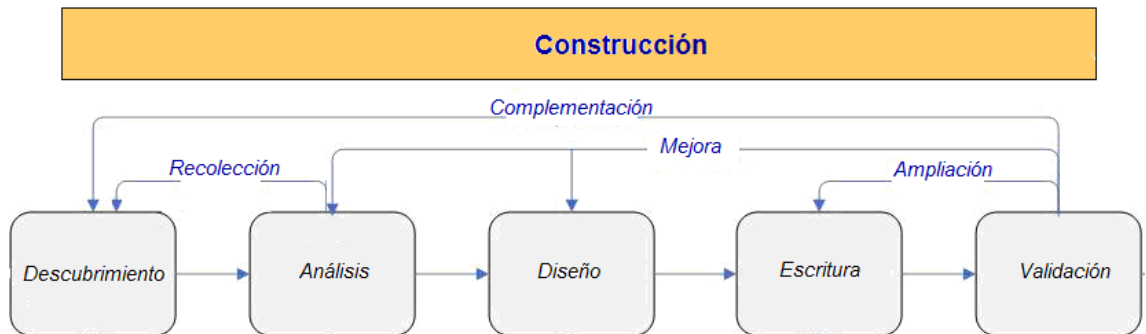 Construcción
Complementación
Mejora
Recolección
Ampliación
Descubrimiento
Análisis
Diseño
Escritura
Validación